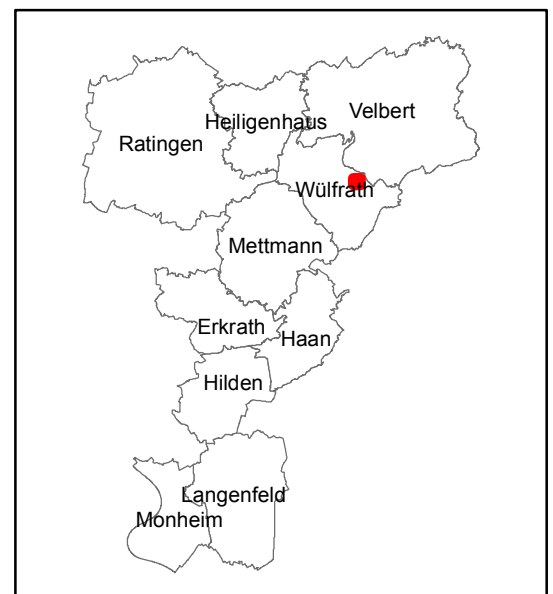 Velbert
Heiligenhaus
Ratingen
Wülfrath
Mettmann
Erkrath
Haan
Hilden
Langenfeld
Monheim